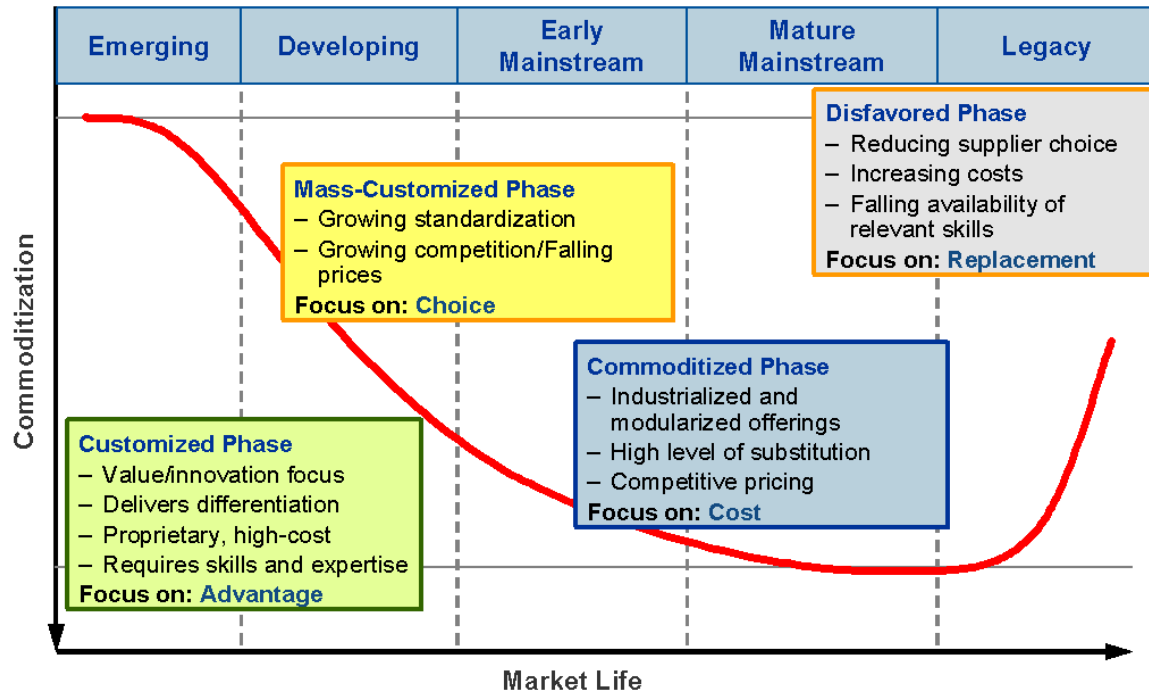 Emerging
Developing
Early
Mainstream
Mature
Mainstream
Legacy
Disfavored Phase
– Reducing supplier choice
– Increasing costs
– Falling availability of
relevant skills
Focus on: Replacement
Mass-Customized Phase
– Growing standardization
– Growing competition/Falling
prices
Focus on: Choice
Commoditized Phase
– Industrialized and
modularized offerings
– High level of substitution
– Competitive pricing
Focus on: Cost
Customized Phase
– Value/innovation focus
– Delivers differentiation
– Proprietary, high-cost
– Requires skills and expertise
Focus on: Advantage
Commoditization
Market Life